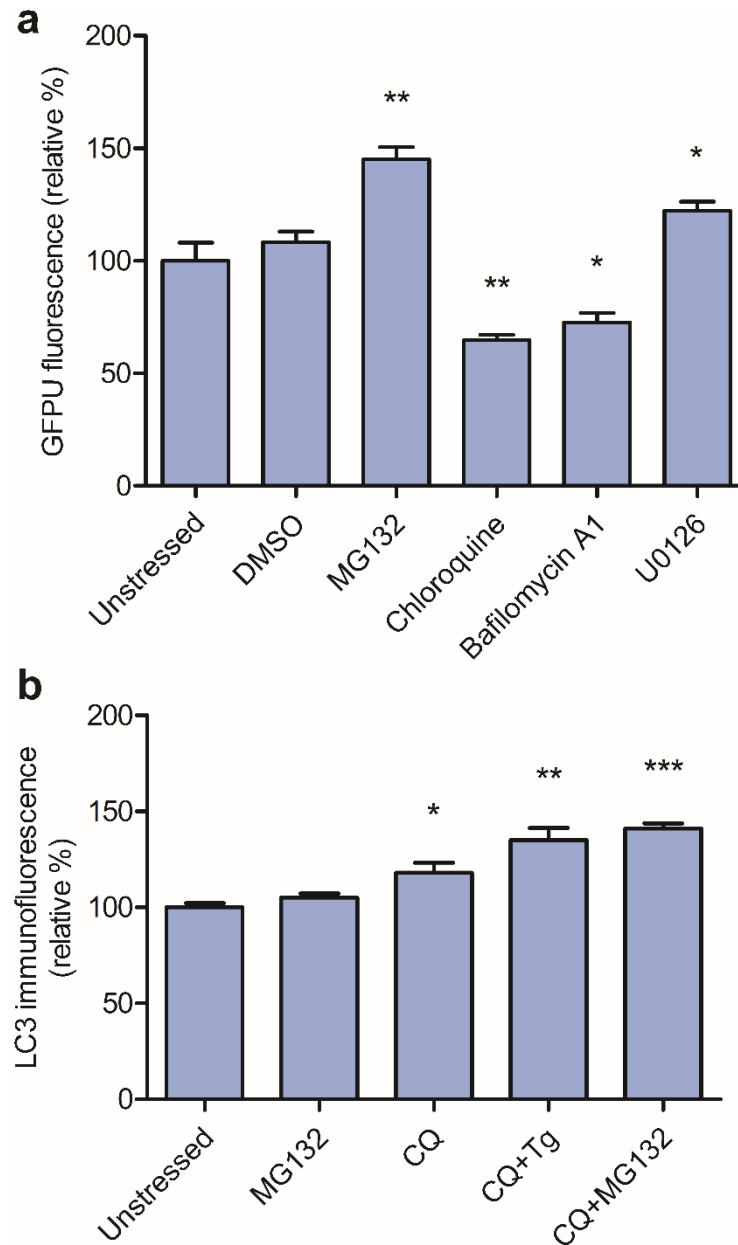 a
GFPU fluorescence (relative %)
200
150
100
50
0
**
**
*
*
Unstressed
DMSO
MG132
Chloroquine
Bafilomycin A1
U0126
b
LC3 immunofluorescence
(relative %)
200
150
100
50
0
*
**
***
Unstressed
MG132
CQ
CQ+Tg
CQ+MG132